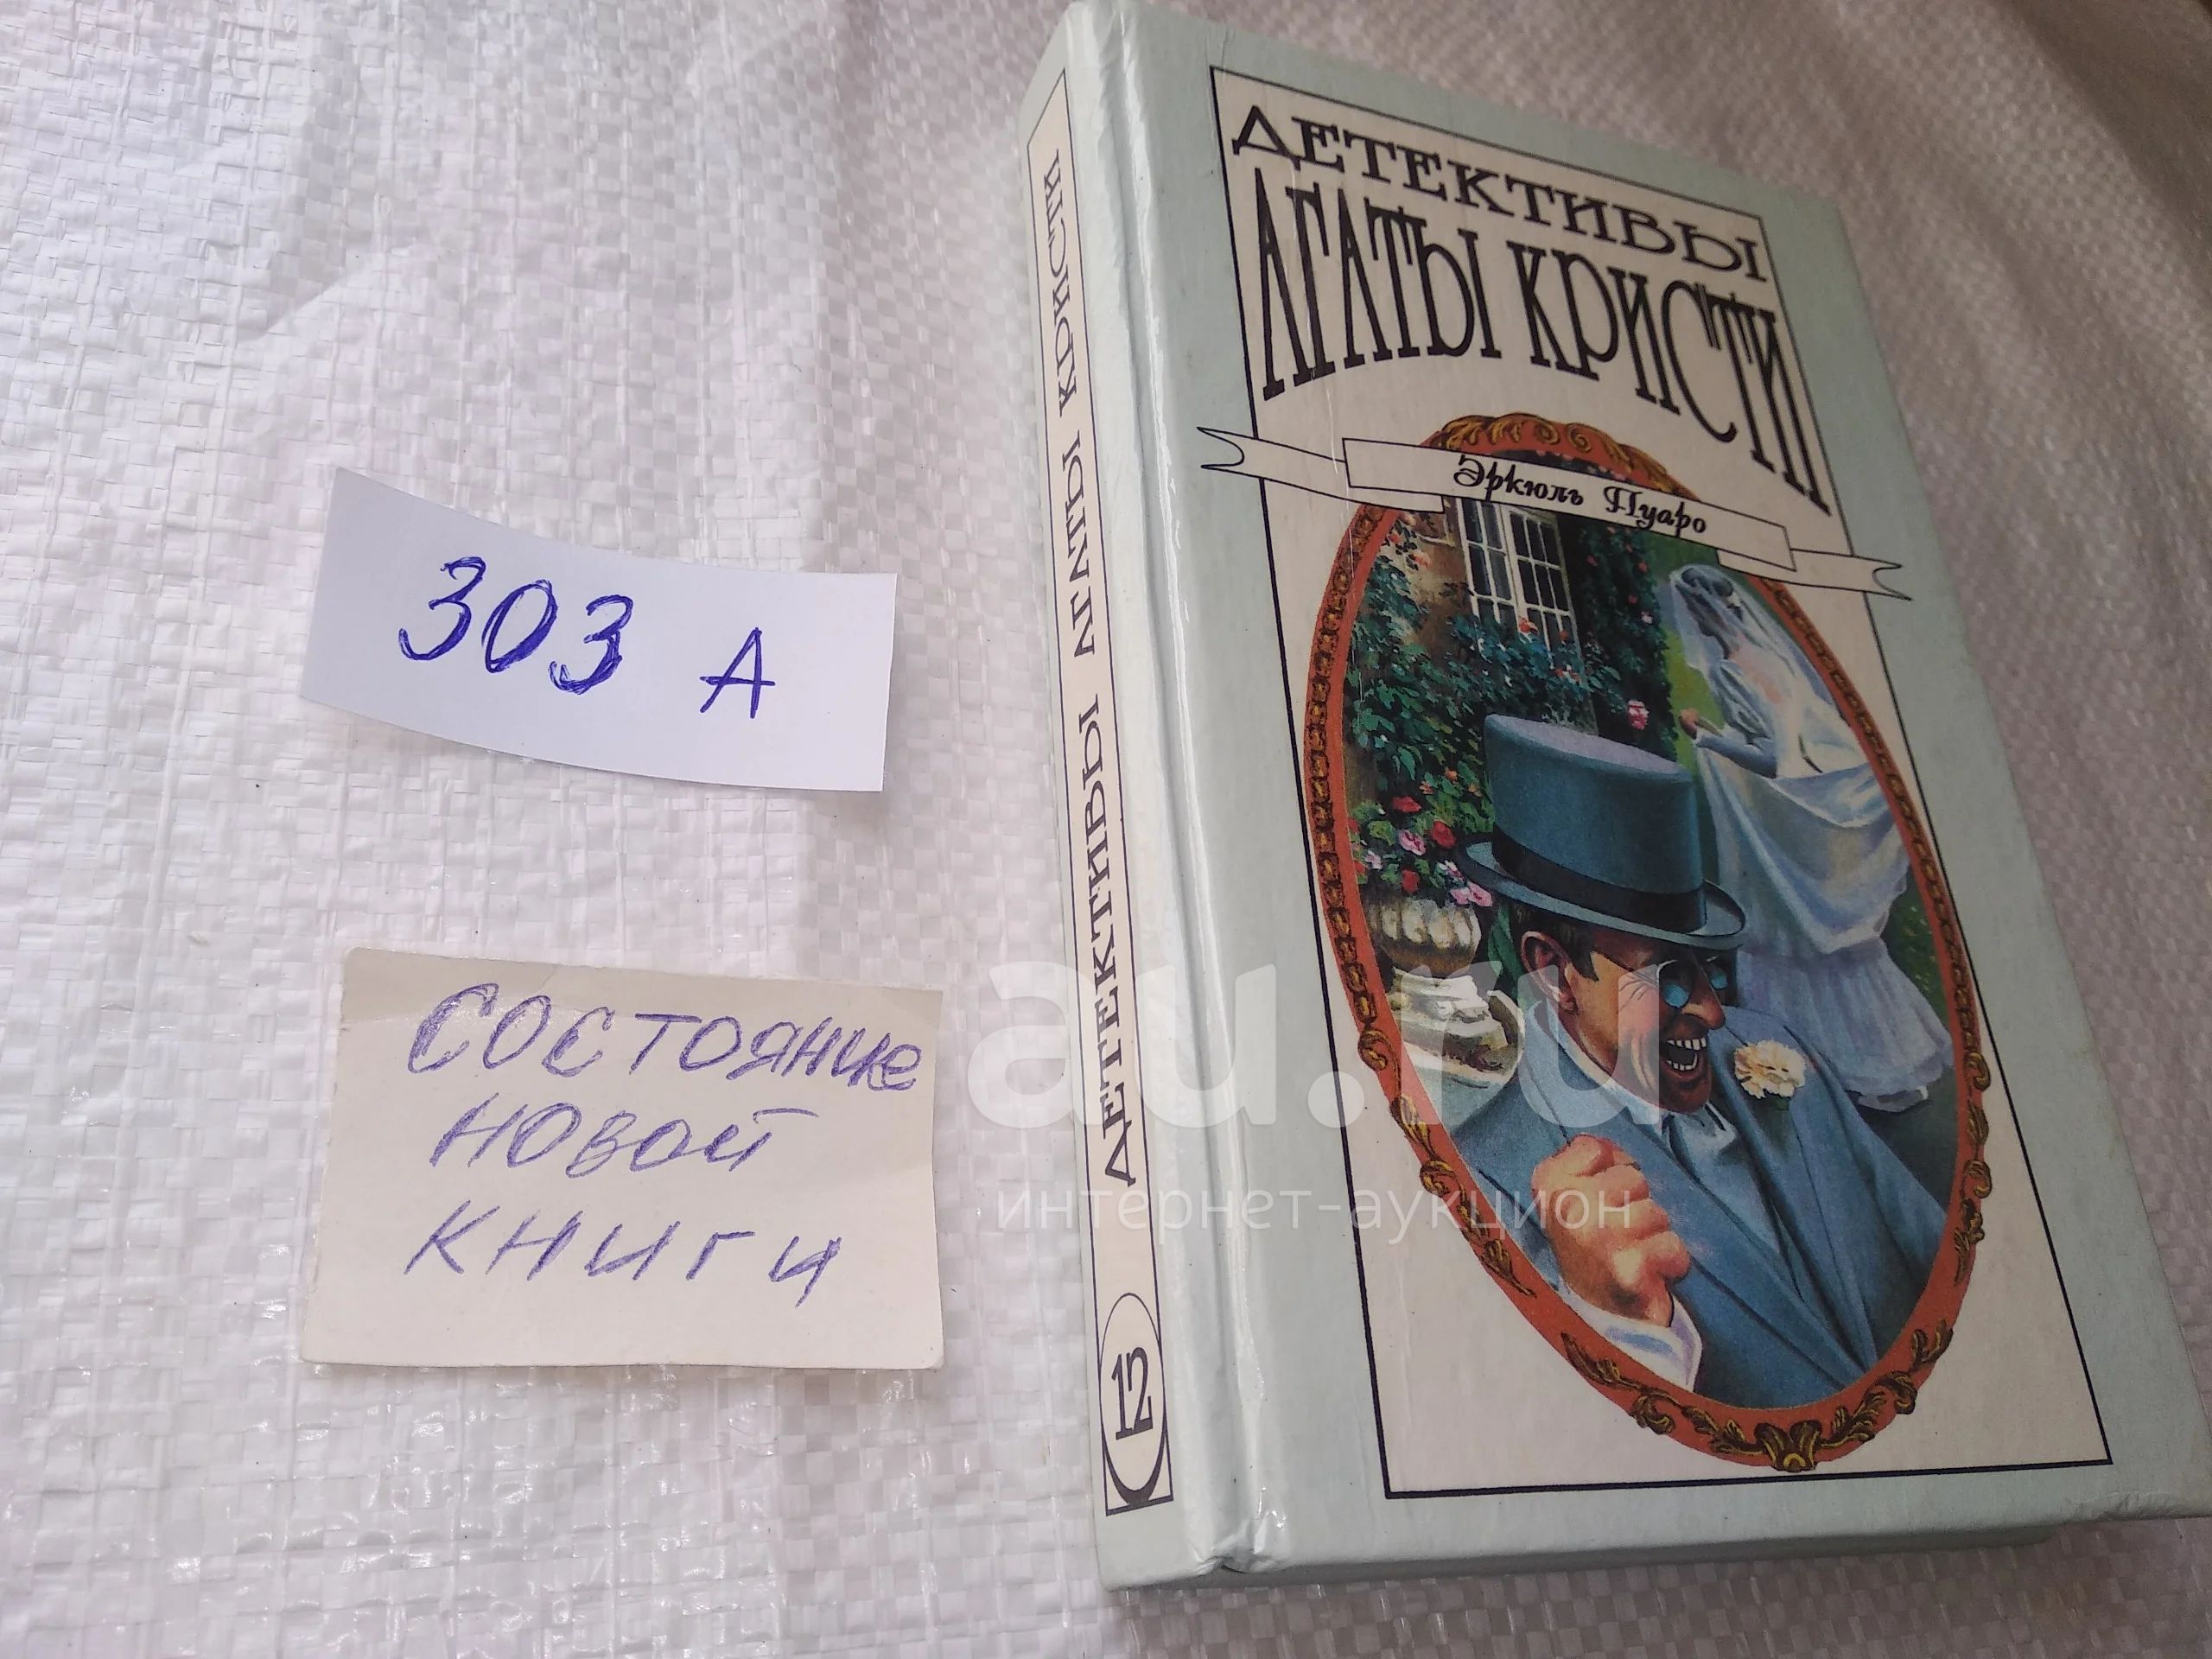 303 А
СОСТОЯНИЕ
НОВОЙ
КНИГИ
ДЕТЕКТИВЫ АГАТЫ КРИСТИ
12
ДЕТЕКТИВЫ
АГАТЫ КРИСТИ
Эркюль Пуаро
au.ru
интернет-аукцион